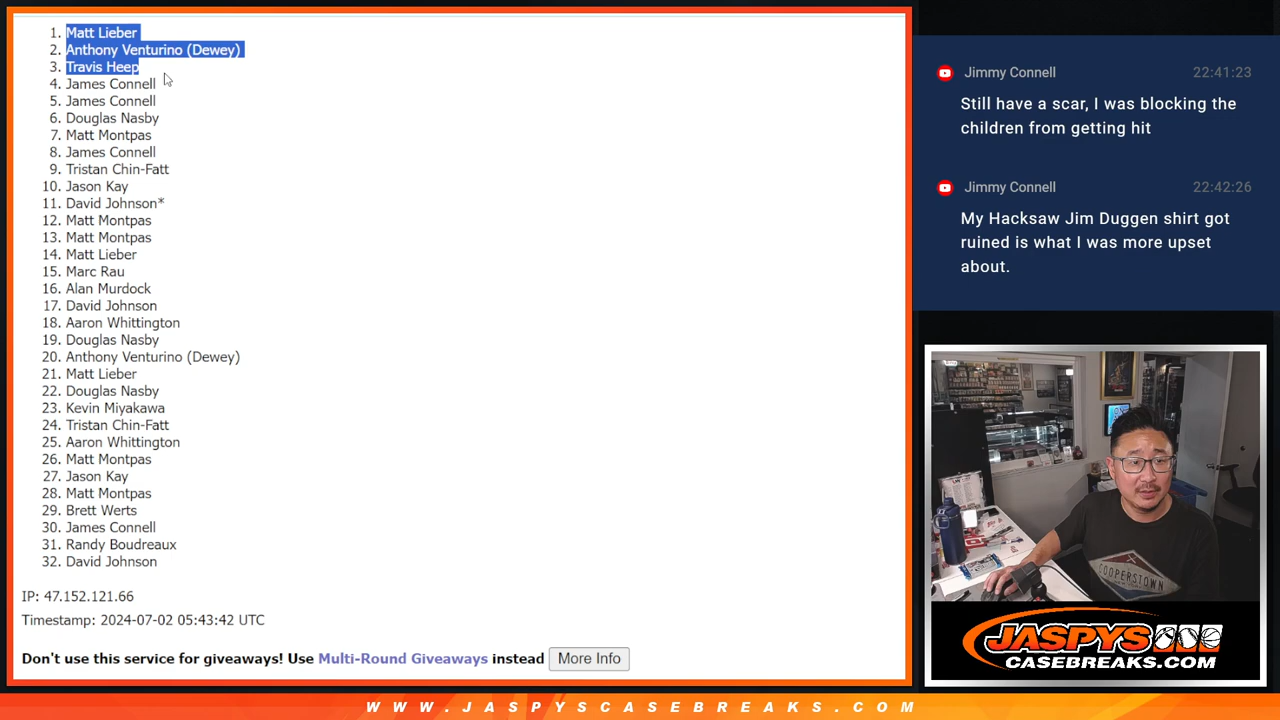 1. Matt Lieber
2. Anthony Venturino (Dewey)
3. Travis Heep
4. James Connell
5. James Connell
6. Douglas Nasby
7. Matt Montpas
8. James Connell
9. Tristan Chin-Fatt
10. Jason Kay
11. David Johnson*
12. Matt Montpas
13. Matt Montpas
14. Matt Lieber
15. Marc Rau
16. Alan Murdock
17. David Johnson
18. Aaron Whittington
19. Douglas Nasby
20. Anthony Venturino (Dewey)
21. Matt Lieber
22. Douglas Nasby
23. Kevin Miyakawa
24. Tristan Chin-Fatt
25. Aaron Whittington
26. Matt Montpas
27. Jason Kay
28. Matt Montpas
29. Brett Werts
30. James Connell
31. Randy Boudreaux
32. David Johnson
IP: 47.152.121.66
Timestamp: 2024-07-02 05:43:42 UTC
Don't use this service for giveaways! Use Multi-Round Giveaways instead More Info
Jimmy Connell 22:41:23
Still have a scar, I was blocking the
children from getting hit
Jimmy Connell 22:42:26
My Hacksaw Jim Duggen shirt got
ruined is what I was more upset
about.
COOPERSTOWN
JASPYS
CASEBREAKS.COM
WWW.JASPYSCASEBREAKS.COM